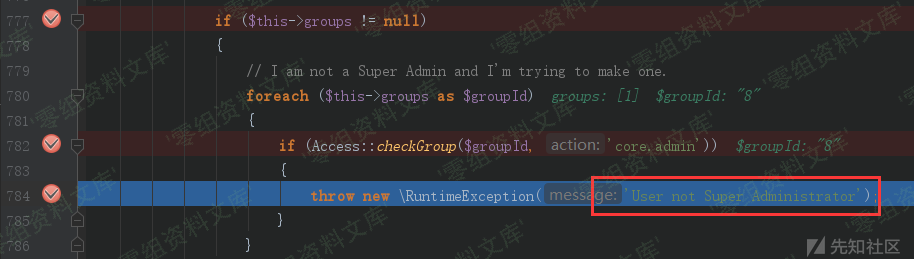 777 if ($this->groups != null)
778 {
779 // I am not a Super Admin and I'm trying to make one.
780 foreach ($this->groups as $groupId) groups: [1] $groupId: "8"
781 {
782 if (Access::checkGroup($groupId, action: 'core.admin')) $groupId: "8"
783 {
784 throw new \RuntimeException( message: 'User not Super Administrator');
785 }
786 }
'零组资料文库'
先知社区